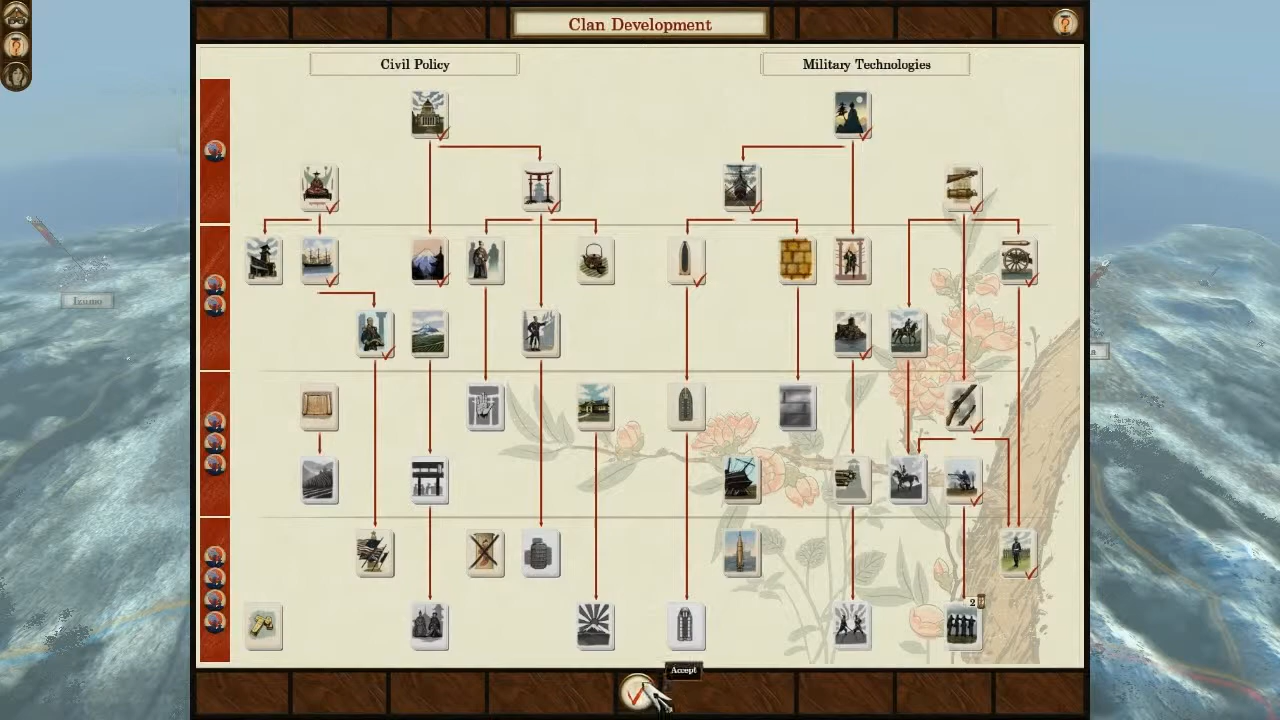 Clan Development
Civil Policy
Military Technologies
Izumo
a
2
Accept